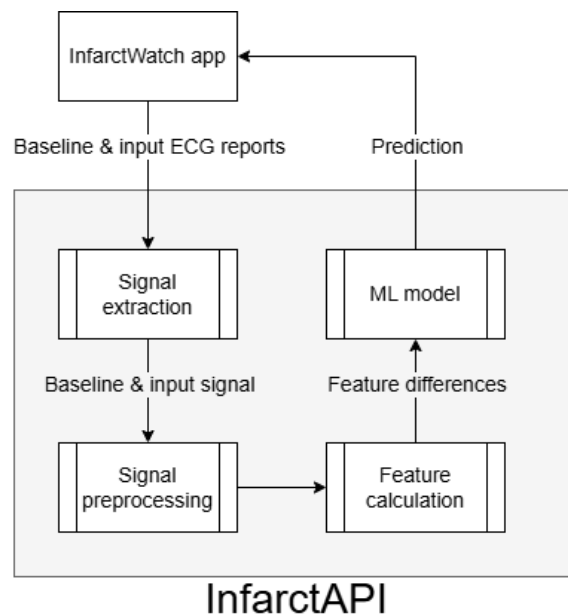 InfarctWatch app
Baseline & input ECG reports
Prediction
Signal
extraction
ML model
Baseline & input signal
Feature differences
Signal
preprocessing
Feature
calculation
InfarctAPI